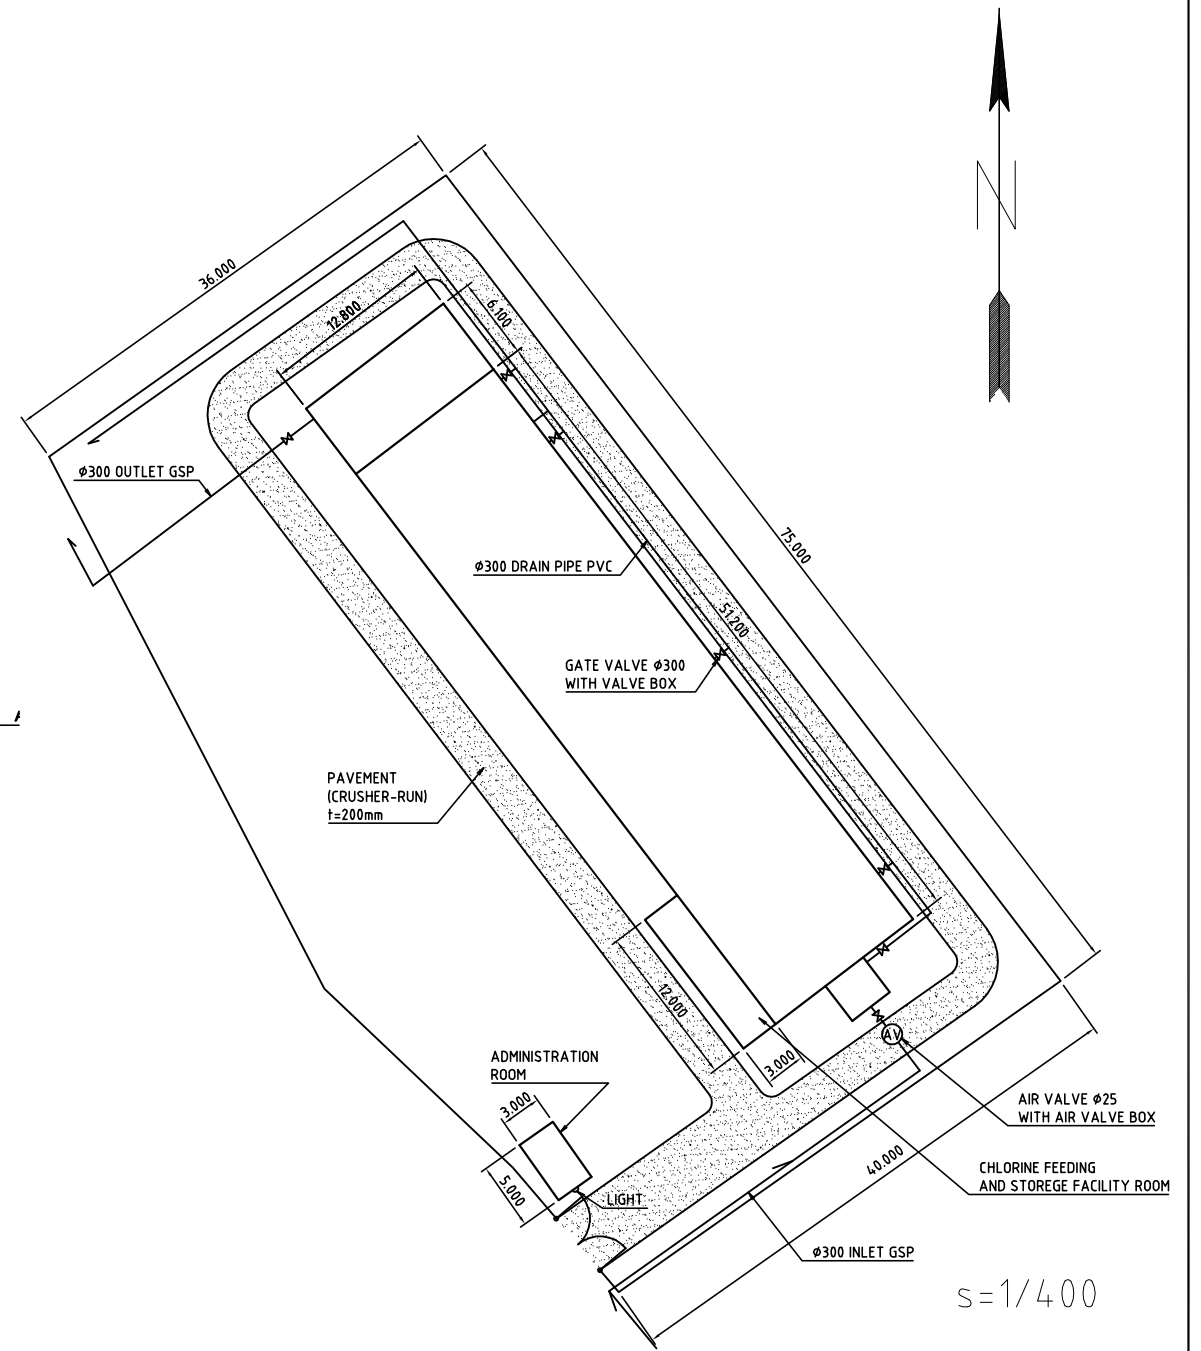 N
36.000
12.800
6.100
Ø300 OUTLET GSP
75.000
Ø300 DRAIN PIPE PVC
51.200
GATE VALVE Ø300
WITH VALVE BOX
PAVEMENT
(CRUSHER-RUN)
t=200mm
12.000
3.000
AV
ADMINISTRATION
ROOM
3.000
5.000
LIGHT
AIR VALVE Ø25
WITH AIR VALVE BOX
40.000
CHLORINE FEEDING
AND STOREGE FACILITY ROOM
Ø300 INLET GSP
s=1/400